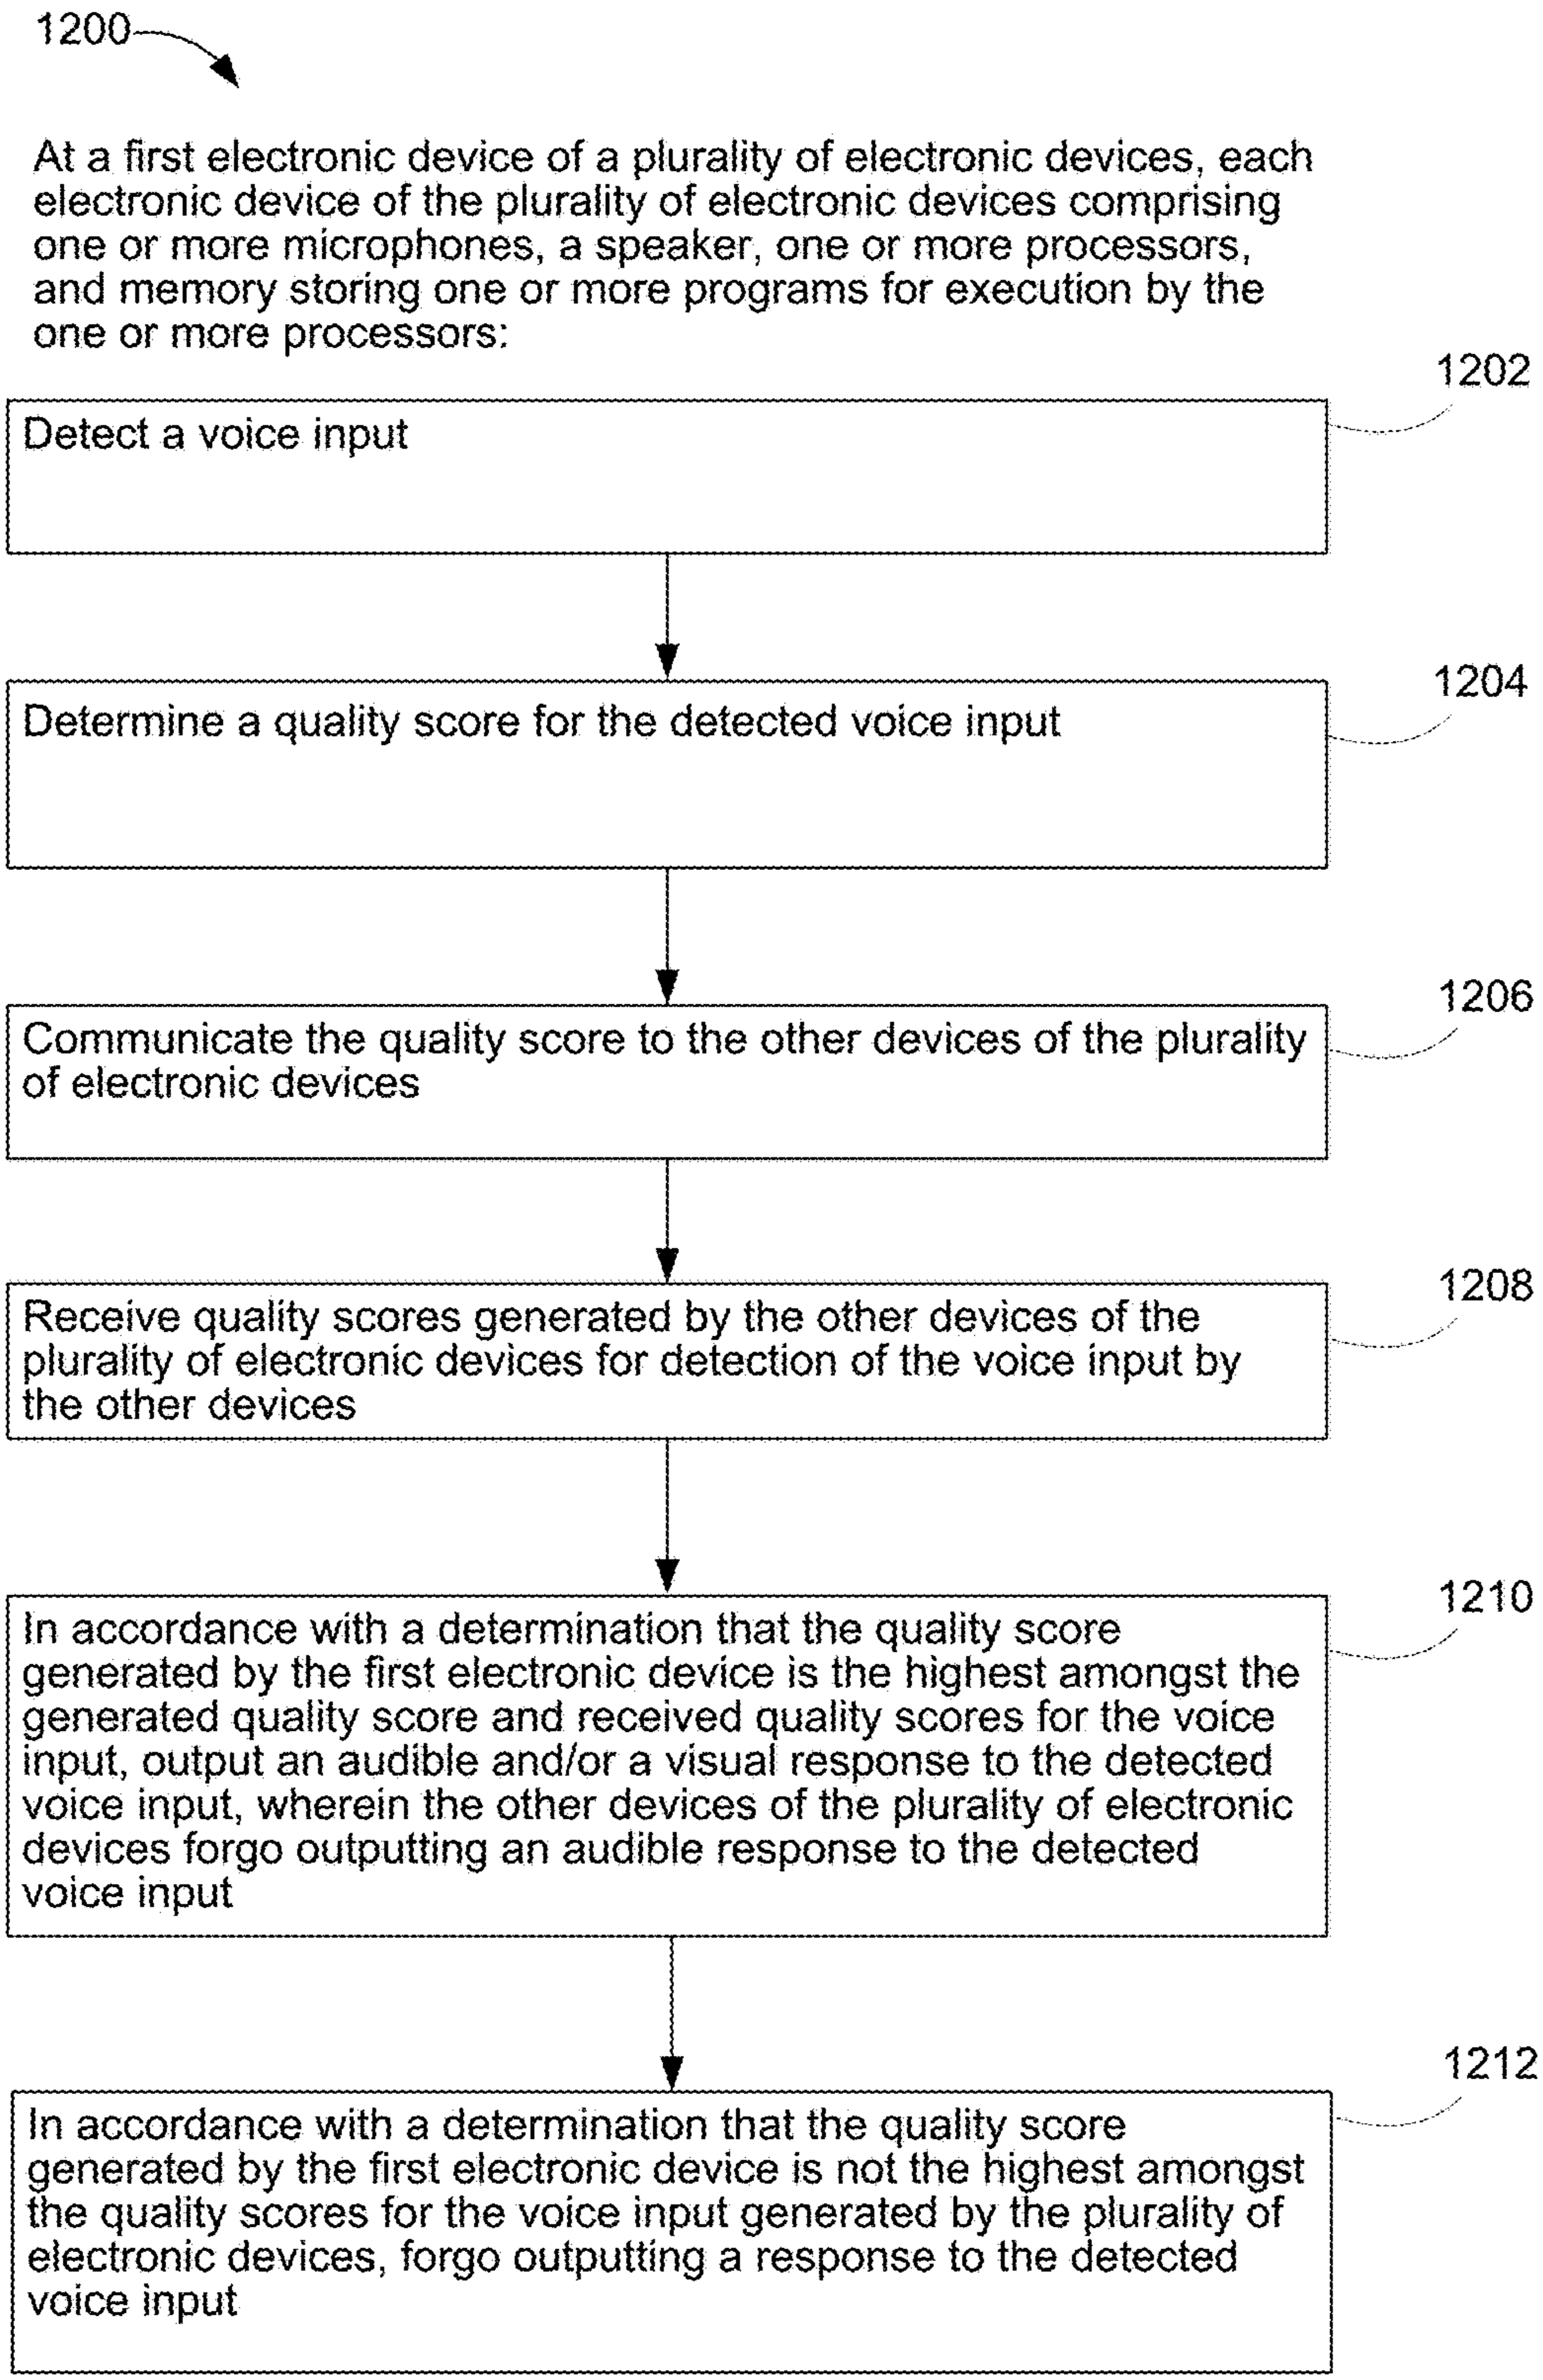 1200
At a first electronic device of a plurality of electronic devices, each
electronic device of the plurality of electronic devices comprising
one or more microphones, a speaker, one or more processors,
and memory storing one or more programs for execution by the
one or more processors:
1202
Detect a voice input
1204
Determine a quality score for the detected voice input
1206
Communicate the quality score to the other devices of the plurality
of electronic devices
1208
Receive quality scores generated by the other devices of the
plurality of electronic devices for detection of the voice input by
the other devices
1210
In accordance with a determination that the quality score
generated by the first electronic device is the highest amongst the
generated quality score and received quality scores for the voice
input, output an audible and/or a visual response to the detected
voice input, wherein the other devices of the plurality of electronic
devices forgo outputting an audible response to the detected
voice input
1212
In accordance with a determination that the quality score
generated by the first electronic device is not the highest amongst
the quality scores for the voice input generated by the plurality of
electronic devices, forgo outputting a response to the detected
voice input